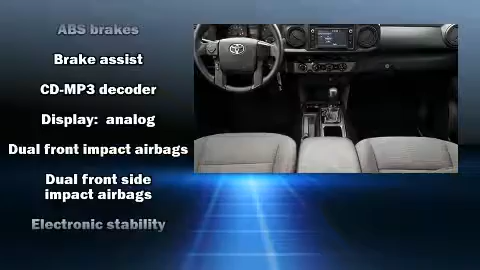 ABS brakes
Brake assist
CD-MP3 decoder
Display: analog
Dual front impact airbags
Dual front side
impact airbags
Electronic stability